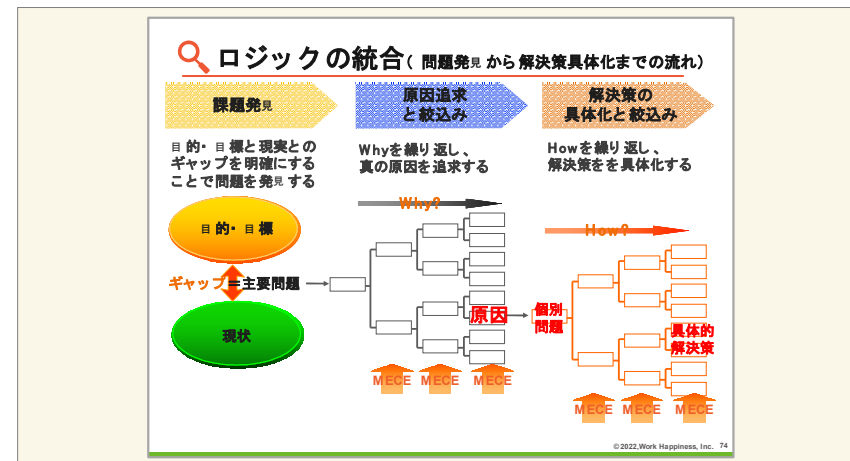 ロジックの統合（問題発見から解決策具体化までの流れ）
課題発見
原因追求
と絞込み
解決策の
具体化と絞込み
目的・目標と現実との
ギャップを明確にする
ことで問題を発見する
Whyを繰り返し、
真の原因を追求する
Howを繰り返し、
解決策をを具体化する
Why?
How?
目的・目標
ギャップ＝主要問題
現状
原因
個別
問題
具体的
解決策
MECE MECE MECE
MECE MECE MECE
©2022,Work Happiness, Inc. 74